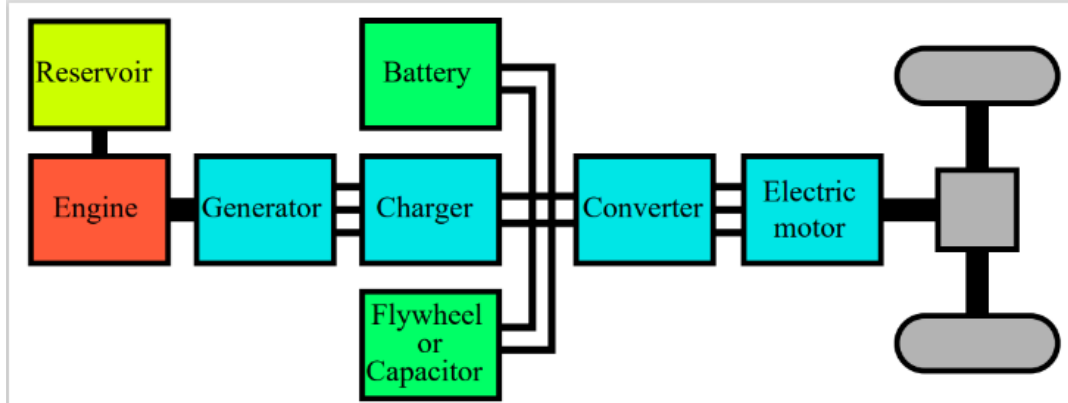 Reservoir
Battery
Engine
Generator
Charger
Converter
Electric
motor
Flywheel
or
Capacitor